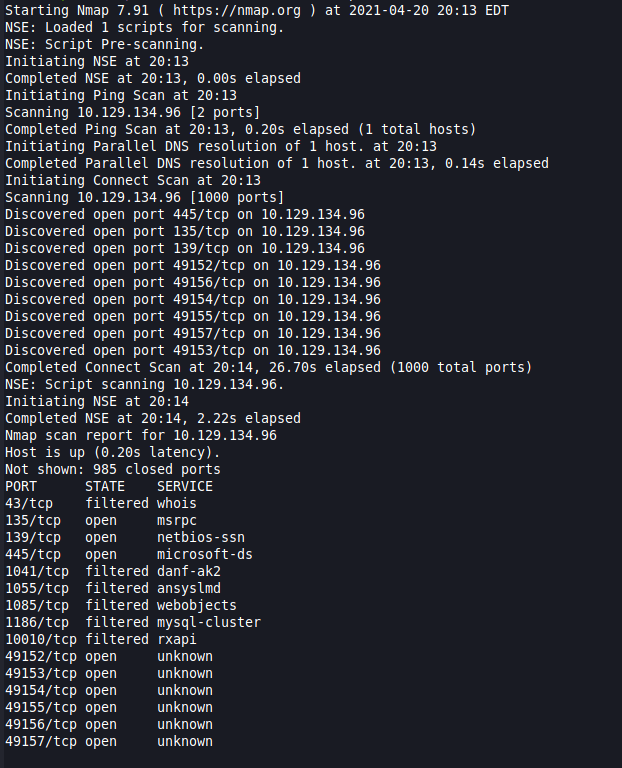 Starting Nmap 7.91 ( https://nmap.org ) at 2021-04-20 20:13 EDT
NSE: Loaded 1 scripts for scanning.
NSE: Script Pre-scanning.
Initiating NSE at 20:13
Completed NSE at 20:13, 0.00s elapsed
Initiating Ping Scan at 20:13
Scanning 10.129.134.96 [2 ports]
Completed Ping Scan at 20:13, 0.20s elapsed (1 total hosts)
Initiating Parallel DNS resolution of 1 host. at 20:13
Completed Parallel DNS resolution of 1 host. at 20:13, 0.14s elapsed
Initiating Connect Scan at 20:13
Scanning 10.129.134.96 [1000 ports]
Discovered open port 445/tcp on 10.129.134.96
Discovered open port 135/tcp on 10.129.134.96
Discovered open port 139/tcp on 10.129.134.96
Discovered open port 49152/tcp on 10.129.134.96
Discovered open port 49156/tcp on 10.129.134.96
Discovered open port 49154/tcp on 10.129.134.96
Discovered open port 49155/tcp on 10.129.134.96
Discovered open port 49157/tcp on 10.129.134.96
Discovered open port 49153/tcp on 10.129.134.96
Completed Connect Scan at 20:14, 26.70s elapsed (1000 total ports)
NSE: Script scanning 10.129.134.96.
Initiating NSE at 20:14
Completed NSE at 20:14, 2.22s elapsed
Nmap scan report for 10.129.134.96
Host is up (0.20s latency).
Not shown: 985 closed ports
PORT      STATE    SERVICE
43/tcp    filtered whois
135/tcp   open     msrpc
139/tcp   open     netbios-ssn
445/tcp   open     microsoft-ds
1041/tcp  filtered danf-ak2
1055/tcp  filtered ansyslmd
1085/tcp  filtered webobjects
1186/tcp  filtered mysql-cluster
10010/tcp filtered rxapi
49152/tcp open     unknown
49153/tcp open     unknown
49154/tcp open     unknown
49155/tcp open     unknown
49156/tcp open     unknown
49157/tcp open     unknown